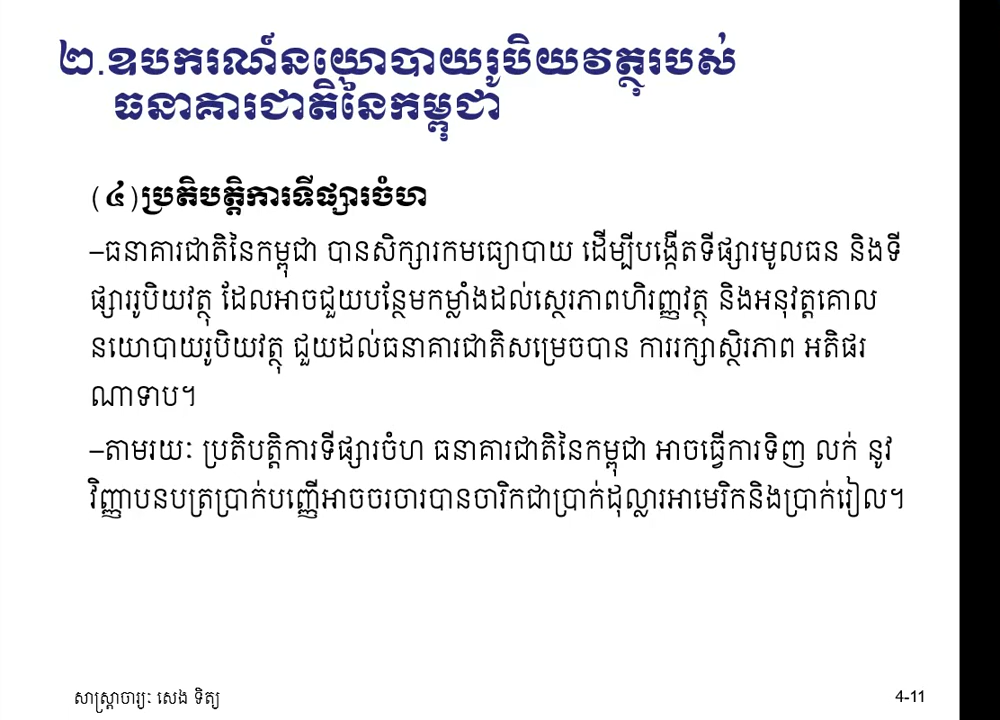 ២.ឧបករណ៍នយោបាយរូបិយវត្ថុរបស់
ធនាគារជាតិនៃកម្ពុជា
(៤)ប្រតិបត្តិការទីផ្សារចំហ
–ធនាគារជាតិនៃកម្ពុជា បានសិក្សារកមធ្យោបាយ ដើម្បីបង្កើតទីផ្សារមូលធន និងទី
ផ្សាររូបិយវត្ថុ ដែលអាចជួយបន្ថែមកម្លាំងដល់ស្ថេរភាពហិរញ្ញវត្ថុ និងអនុវត្តគោល
នយោបាយរូបិយវត្ថុ ជួយដល់ធនាគារជាតិសម្រេចបាន ការរក្សាស្ថិរភាព អតិផរ
ណាទាប។
–តាមរយៈ ប្រតិបត្តិការទីផ្សារចំហ ធនាគារជាតិនៃកម្ពុជា អាចធ្វើការទិញ លក់ នូវ
វិញ្ញាបនបត្រប្រាក់បញ្ញើអាចចរចារបានចារិកជាប្រាក់ដុល្លារអាមេរិកនិងប្រាក់រៀល។
សាស្ត្រាចារ្យៈ សេង ទិត្យ
4-11